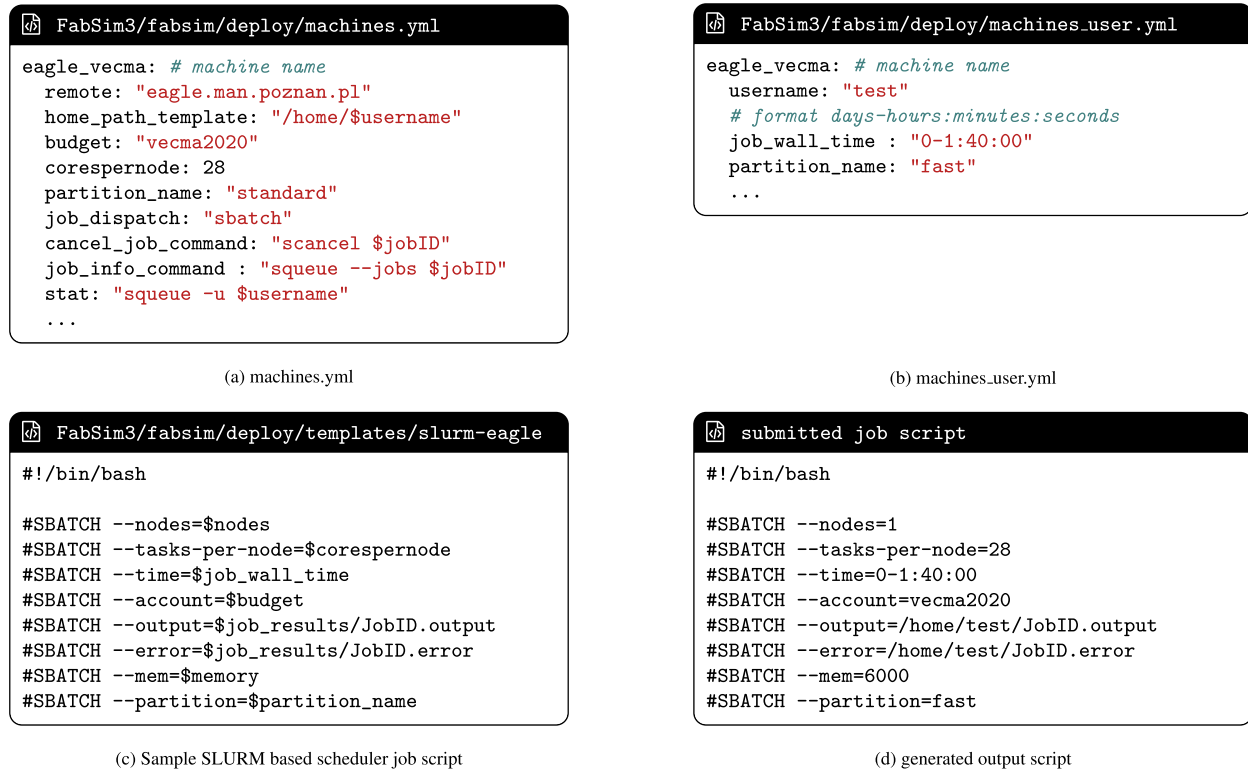 FabSim3/fabsim/deploy/machines.yml
eagle_vecma: # machine name
  remote: "eagle.man.poznan.pl"
  home_path_template: "/home/$username"
  budget: "vecma2020"
  corespernode: 28
  partition_name: "standard"
  job_dispatch: "sbatch"
  cancel_job_command: "scancel $jobID"
  job_info_command : "squeue --jobs $jobID"
  stat: "squeue -u $username"
  ...
(a) machines.yml
FabSim3/fabsim/deploy/machines_user.yml
eagle_vecma: # machine name
  username: "test"
  # format days-hours:minutes:seconds
  job_wall_time : "0-1:40:00"
  partition_name: "fast"
  ...
(b) machines_user.yml
FabSim3/fabsim/deploy/templates/slurm-eagle
#!/bin/bash
#SBATCH --nodes=$nodes
#SBATCH --tasks-per-node=$corespernode
#SBATCH --time=$job_wall_time
#SBATCH --account=$budget
#SBATCH --output=$job_results/JobID.output
#SBATCH --error=$job_results/JobID.error
#SBATCH --mem=$memory
#SBATCH --partition=$partition_name
(c) Sample SLURM based scheduler job script
submitted job script
#!/bin/bash
#SBATCH --nodes=1
#SBATCH --tasks-per-node=28
#SBATCH --time=0-1:40:00
#SBATCH --account=vecma2020
#SBATCH --output=/home/test/JobID.output
#SBATCH --error=/home/test/JobID.error
#SBATCH --mem=6000
#SBATCH --partition=fast
(d) generated output script